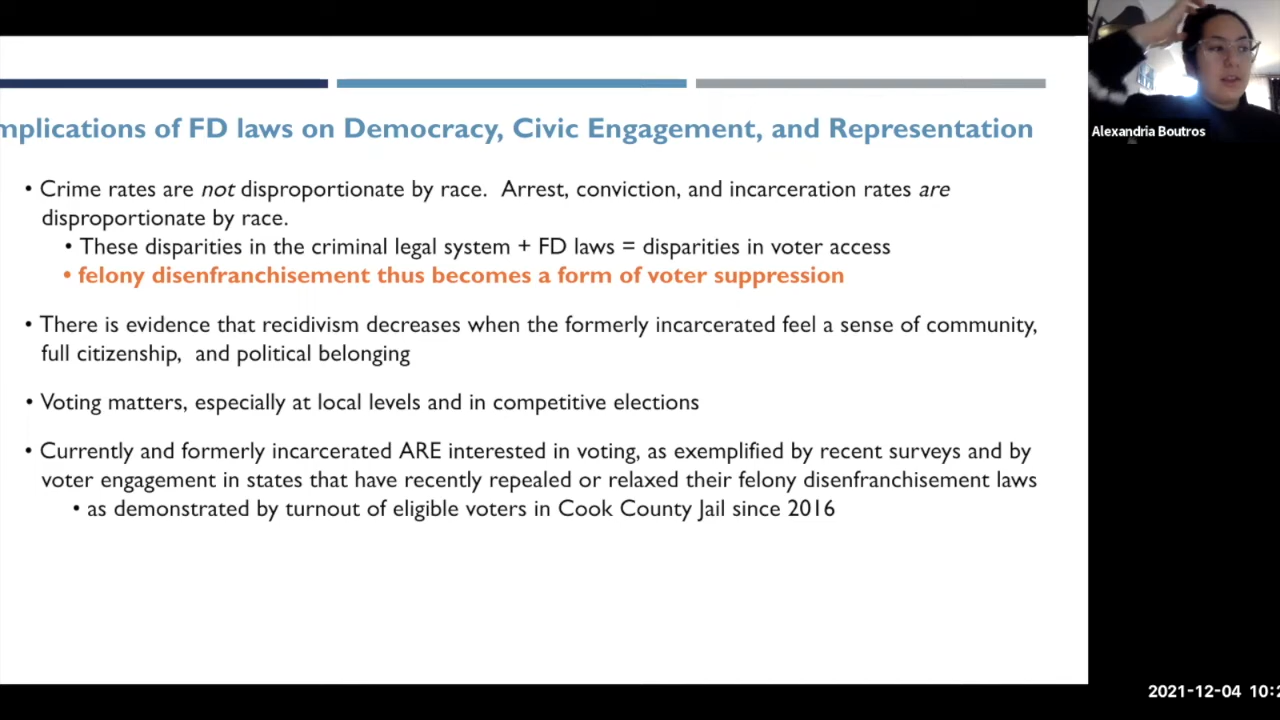 mplications of FD laws on Democracy, Civic Engagement, and Representation
Alexandria Boutros
• Crime rates are not disproportionate by race. Arrest, conviction, and incarceration rates are
disproportionate by race.
• These disparities in the criminal legal system + FD laws = disparities in voter access
• felony disenfranchisement thus becomes a form of voter suppression
• There is evidence that recidivism decreases when the formerly incarcerated feel a sense of community,
full citizenship, and political belonging
• Voting matters, especially at local levels and in competitive elections
• Currently and formerly incarcerated ARE interested in voting, as exemplified by recent surveys and by
voter engagement in states that have recently repealed or relaxed their felony disenfranchisement laws
• as demonstrated by turnout of eligible voters in Cook County Jail since 2016
2021-12-04 10:2